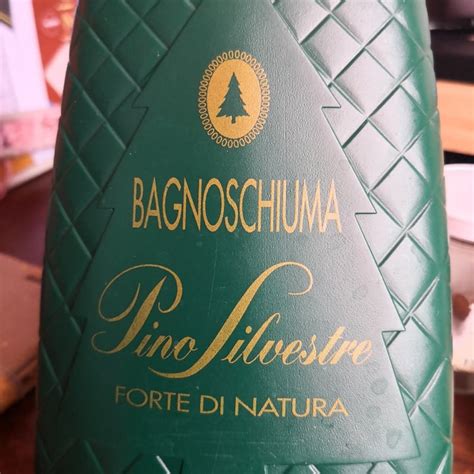 BAGNOSCHIUMA
Pino Silvestre
FORTE DI NATURA